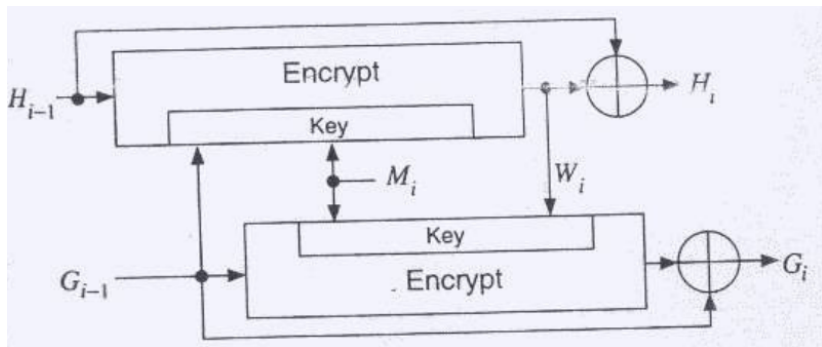 Encrypt
H_{i-1}
H_i
Key
M_i
W_i
Key
G_{i-1}
Encrypt
G_i